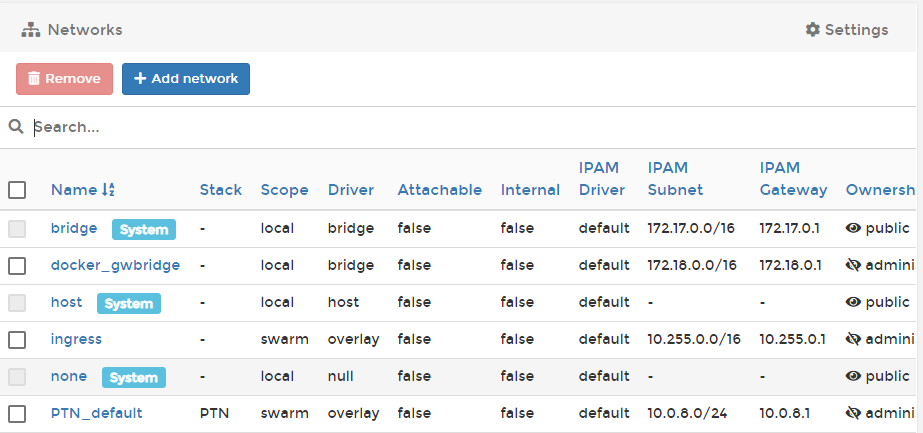 Networks Settings
Remove Add network
Search...
Name Stack Scope Driver Attachable Internal IPAM Driver IPAM Subnet IPAM Gateway Ownersh
bridge System - local bridge false false default 172.17.0.0/16 172.17.0.1 public
docker_gwbridge - local bridge false false default 172.18.0.0/16 172.18.0.1 admini
host System - local host false false default - - public
ingress - swarm overlay false false default 10.255.0.0/16 10.255.0.1 admini
none System - local null false false default - - public
PTN_default PTN swarm overlay false false default 10.0.8.0/24 10.0.8.1 admini